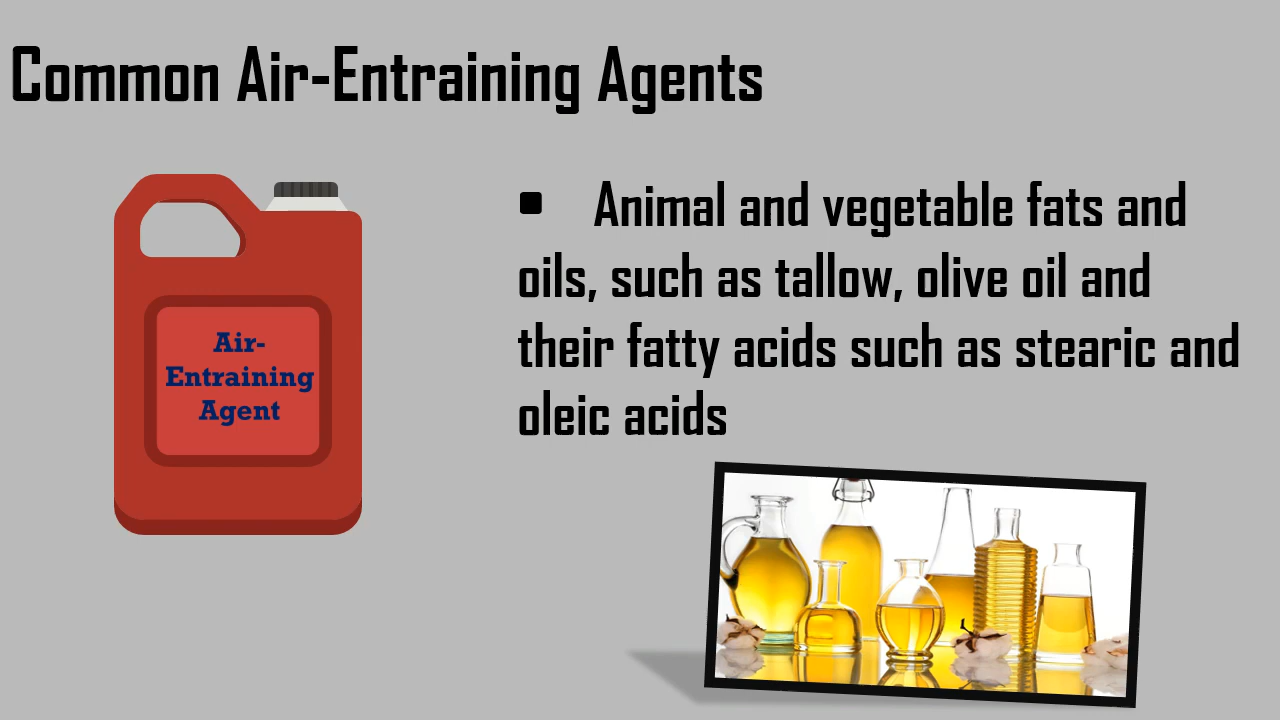 Common Air-Entraining Agents
Air-
Entraining
Agent
▪ Animal and vegetable fats and
oils, such as tallow, olive oil and
their fatty acids such as stearic and
oleic acids